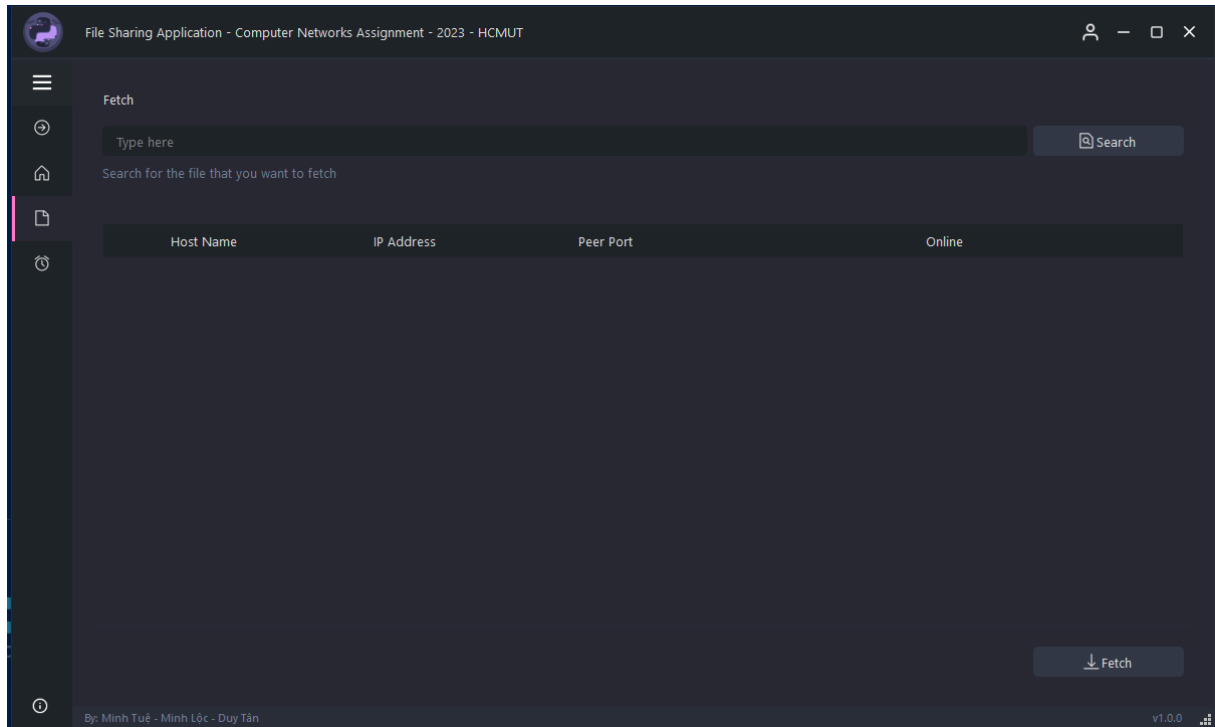 File Sharing Application - Computer Networks Assignment - 2023 - HCMUT
Fetch
Type here
Search
Search for the file that you want to fetch
Host Name IP Address Peer Port Online
Fetch
By: Minh Tuệ - Minh Lộc - Duy Tân
v1.0.0